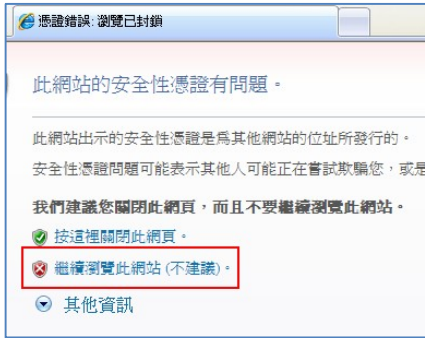 憑證錯誤: 瀏覽已封鎖
此網站的安全性憑證有問題。
此網站出示的安全性憑證是為其他網站的位址所發行的。
安全性憑證問題可能表示其他人可能正在嘗試欺騙您，或是
我們建議您關閉此網頁，而且不要繼續瀏覽此網站。
按這裡關閉此網頁。
繼續瀏覽此網站 (不建議)。
其他資訊